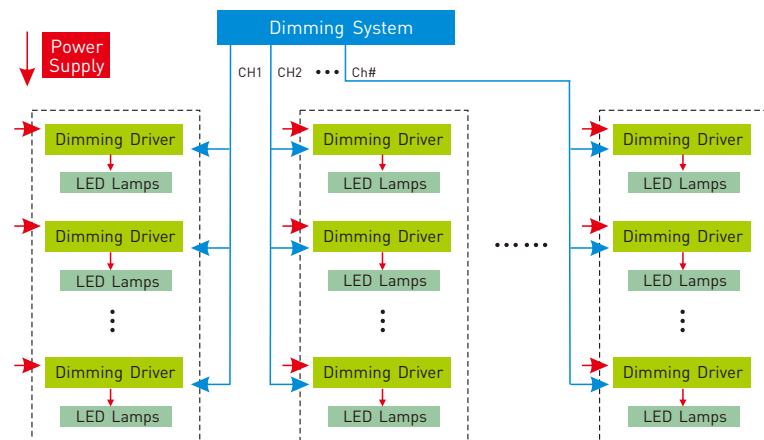 Dimming System
Power
Supply
CH1 CH2 ••• Ch#
Dimming Driver Dimming Driver Dimming Driver
LED Lamps LED Lamps LED Lamps
Dimming Driver Dimming Driver •••••• Dimming Driver
LED Lamps LED Lamps LED Lamps
Dimming Driver Dimming Driver Dimming Driver
LED Lamps LED Lamps LED Lamps